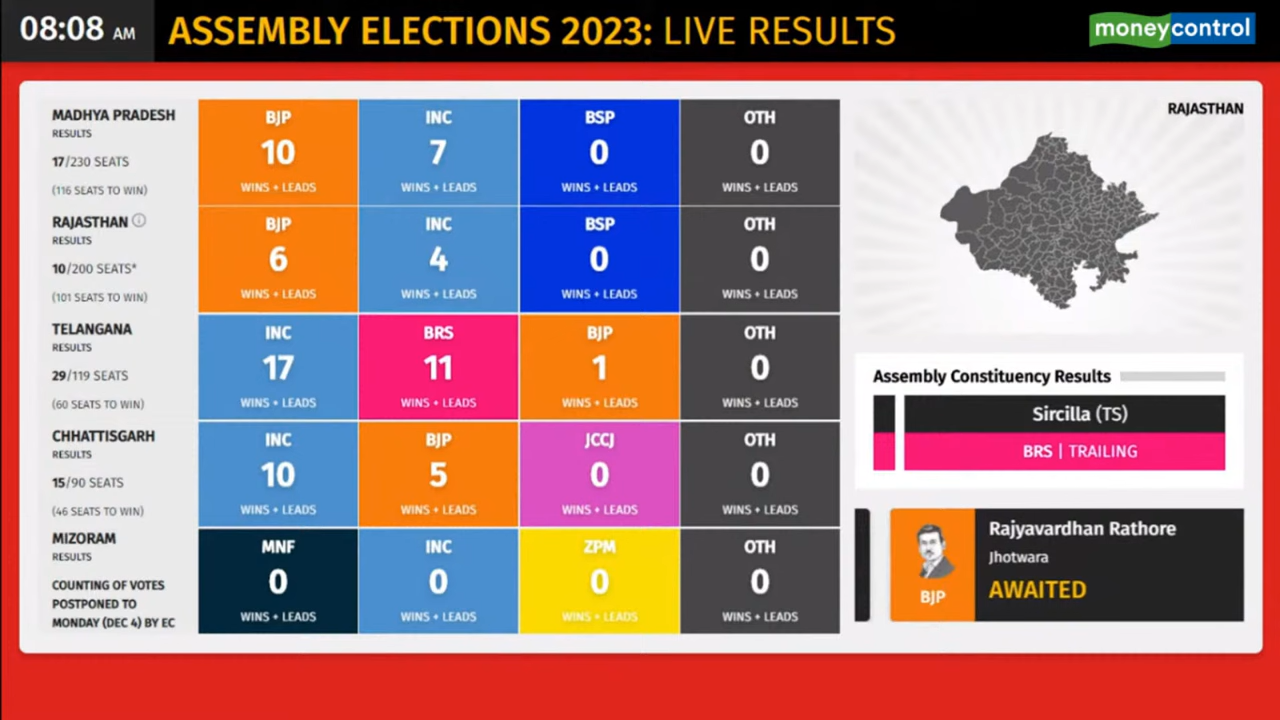 08:08 AM
ASSEMBLY ELECTIONS 2023: LIVE RESULTS
moneycontrol
MADHYA PRADESH
RESULTS
17/230 SEATS
(116 SEATS TO WIN)
BJP
10
WINS + LEADS
INC
7
WINS + LEADS
BSP
0
WINS + LEADS
OTH
0
WINS + LEADS
RAJASTHAN ⓘ
RESULTS
10/200 SEATS*
(101 SEATS TO WIN)
BJP
6
WINS + LEADS
INC
4
WINS + LEADS
BSP
0
WINS + LEADS
OTH
0
WINS + LEADS
TELANGANA
RESULTS
29/119 SEATS
(60 SEATS TO WIN)
INC
17
WINS + LEADS
BRS
11
WINS + LEADS
BJP
1
WINS + LEADS
OTH
0
WINS + LEADS
CHHATTISGARH
RESULTS
15/90 SEATS
(46 SEATS TO WIN)
INC
10
WINS + LEADS
BJP
5
WINS + LEADS
JCCJ
0
WINS + LEADS
OTH
0
WINS + LEADS
MIZORAM
RESULTS
COUNTING OF VOTES
POSTPONED TO
MONDAY (DEC 4) BY EC
MNF
0
WINS + LEADS
INC
0
WINS + LEADS
ZPM
0
WINS + LEADS
OTH
0
WINS + LEADS
RAJASTHAN
Assembly Constituency Results
Sircilla (TS)
BRS | TRAILING
BJP
Rajyavardhan Rathore
Jhotwara
AWAITED